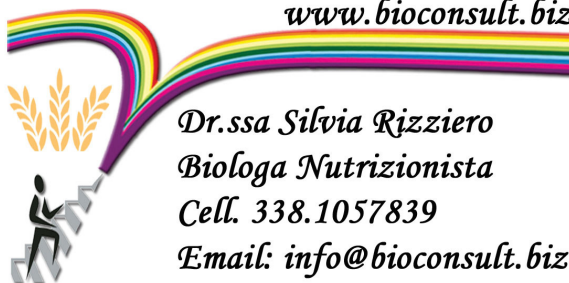 www.bioconsult.biz
Dr.ssa Silvia Rizziero
Biologa Nutrizionista
Cell. 338.1057839
Email: info@bioconsult.biz